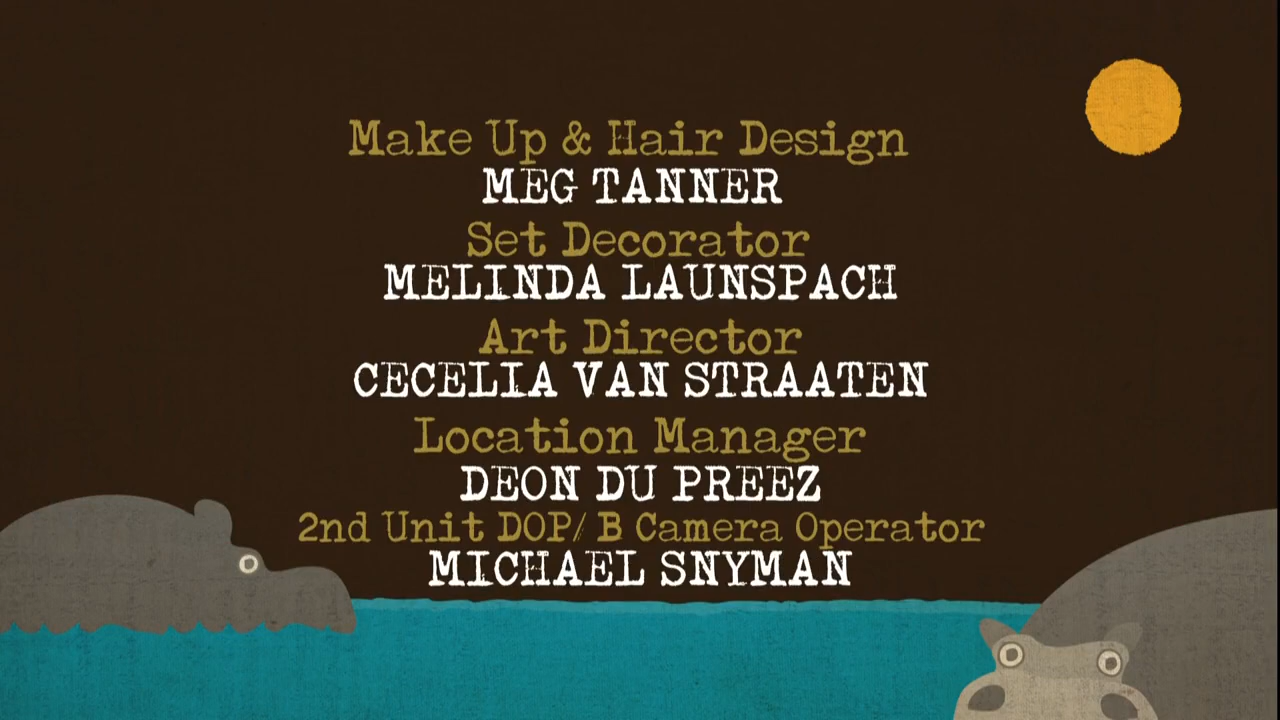 Make Up & Hair Design
MEG TANNER
Set Decorator
MELINDA LAUNSPACH
Art Director
CECELIA VAN STRAATEN
Location Manager
DEON DU PREEZ
2nd Unit DOP/ B Camera Operator
MICHAEL SNYMAN